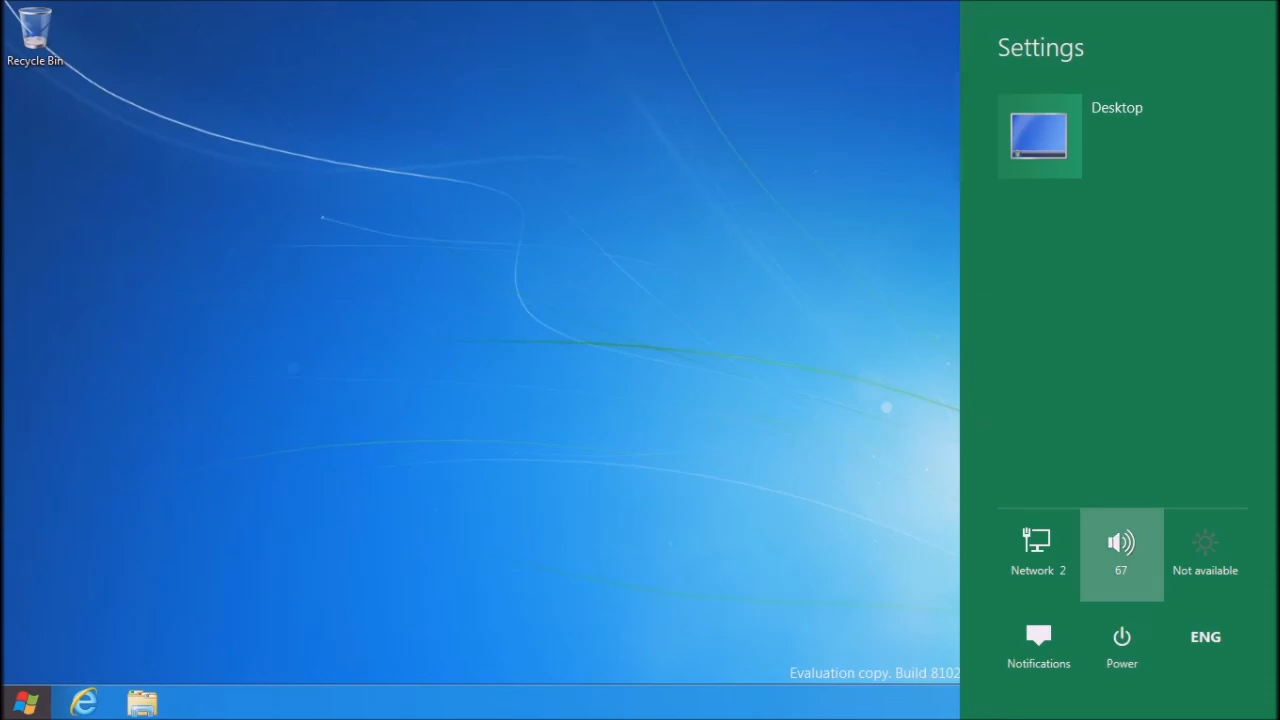 Recycle Bin
Settings
Desktop
Network 2
67
Not available
Notifications
Power
ENG
Evaluation copy. Build 8102